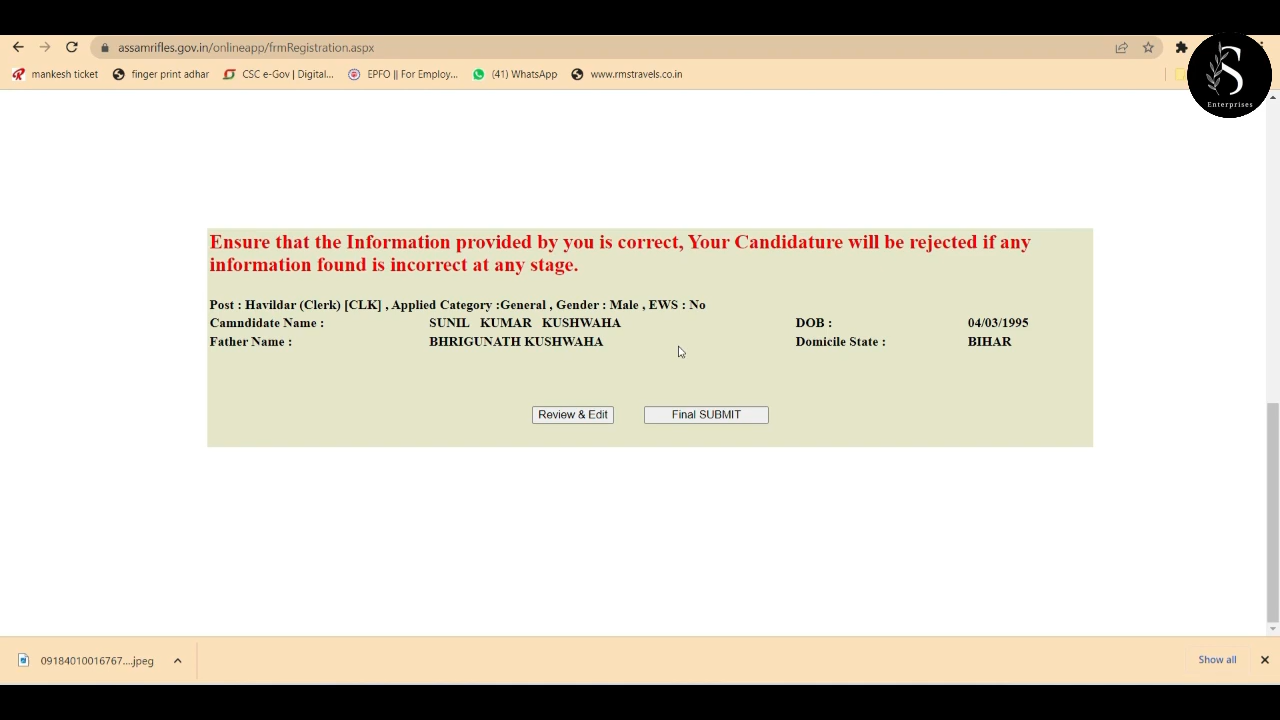 assamrifles.gov.in/onlineapp/frmRegistration.aspx
mankesh ticket finger print adhar CSC e-Gov | Digital... EPFO || For Employ... (41) WhatsApp www.rmstravels.co.in
S
Enterprises
Ensure that the Information provided by you is correct, Your Candidature will be rejected if any
information found is incorrect at any stage.
Post : Havildar (Clerk) [CLK] , Applied Category :General , Gender : Male , EWS : No
Camndidate Name : SUNIL KUMAR KUSHWAHA DOB : 04/03/1995
Father Name : BHRIGUNATH KUSHWAHA Domicile State : BIHAR
Review & Edit Final SUBMIT
09184010016767....jpeg Show all